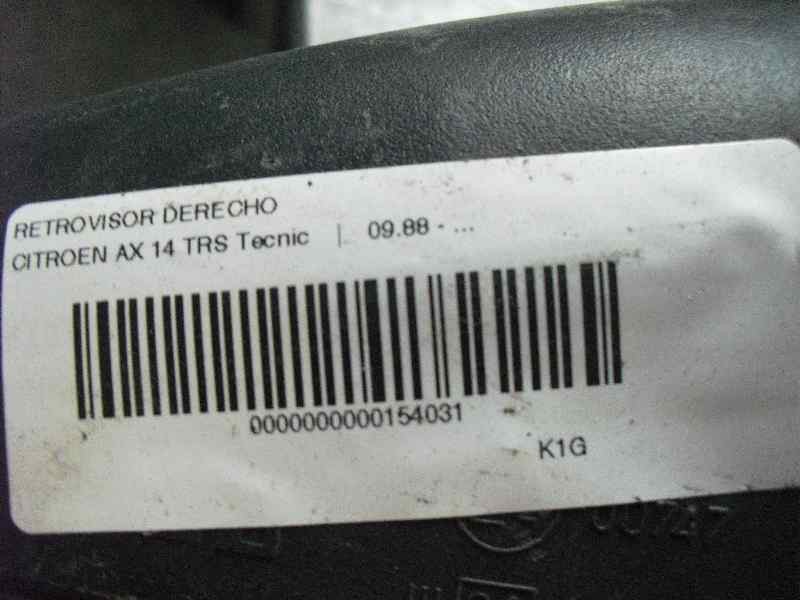 RETROVISOR DERECHO
CITROEN AX 14 TRS Tecnic | 09.88 - ...
0000000000154031
K1G